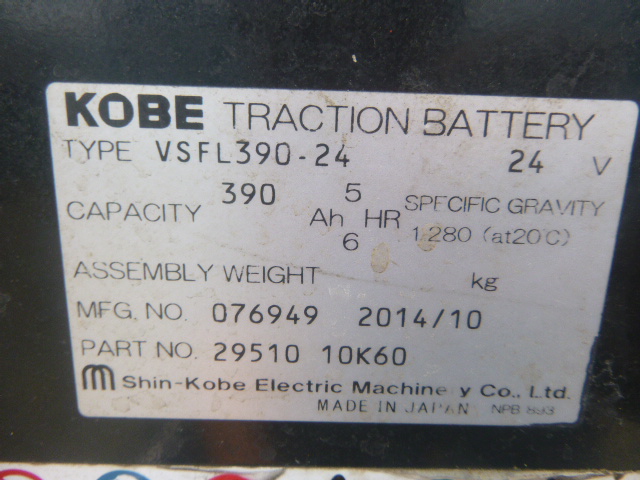 KOBE TRACTION BATTERY
TYPE VSFL390-24 24 V
CAPACITY 390 Ah 5 HR SPECIFIC GRAVITY
6 1.280 (at20°C)
ASSEMBLY WEIGHT kg
MFG. NO. 076949 2014/10
PART NO. 29510 10K60
Shin-Kobe Electric Machinery Co., Ltd.
MADE IN JAPAN NPB